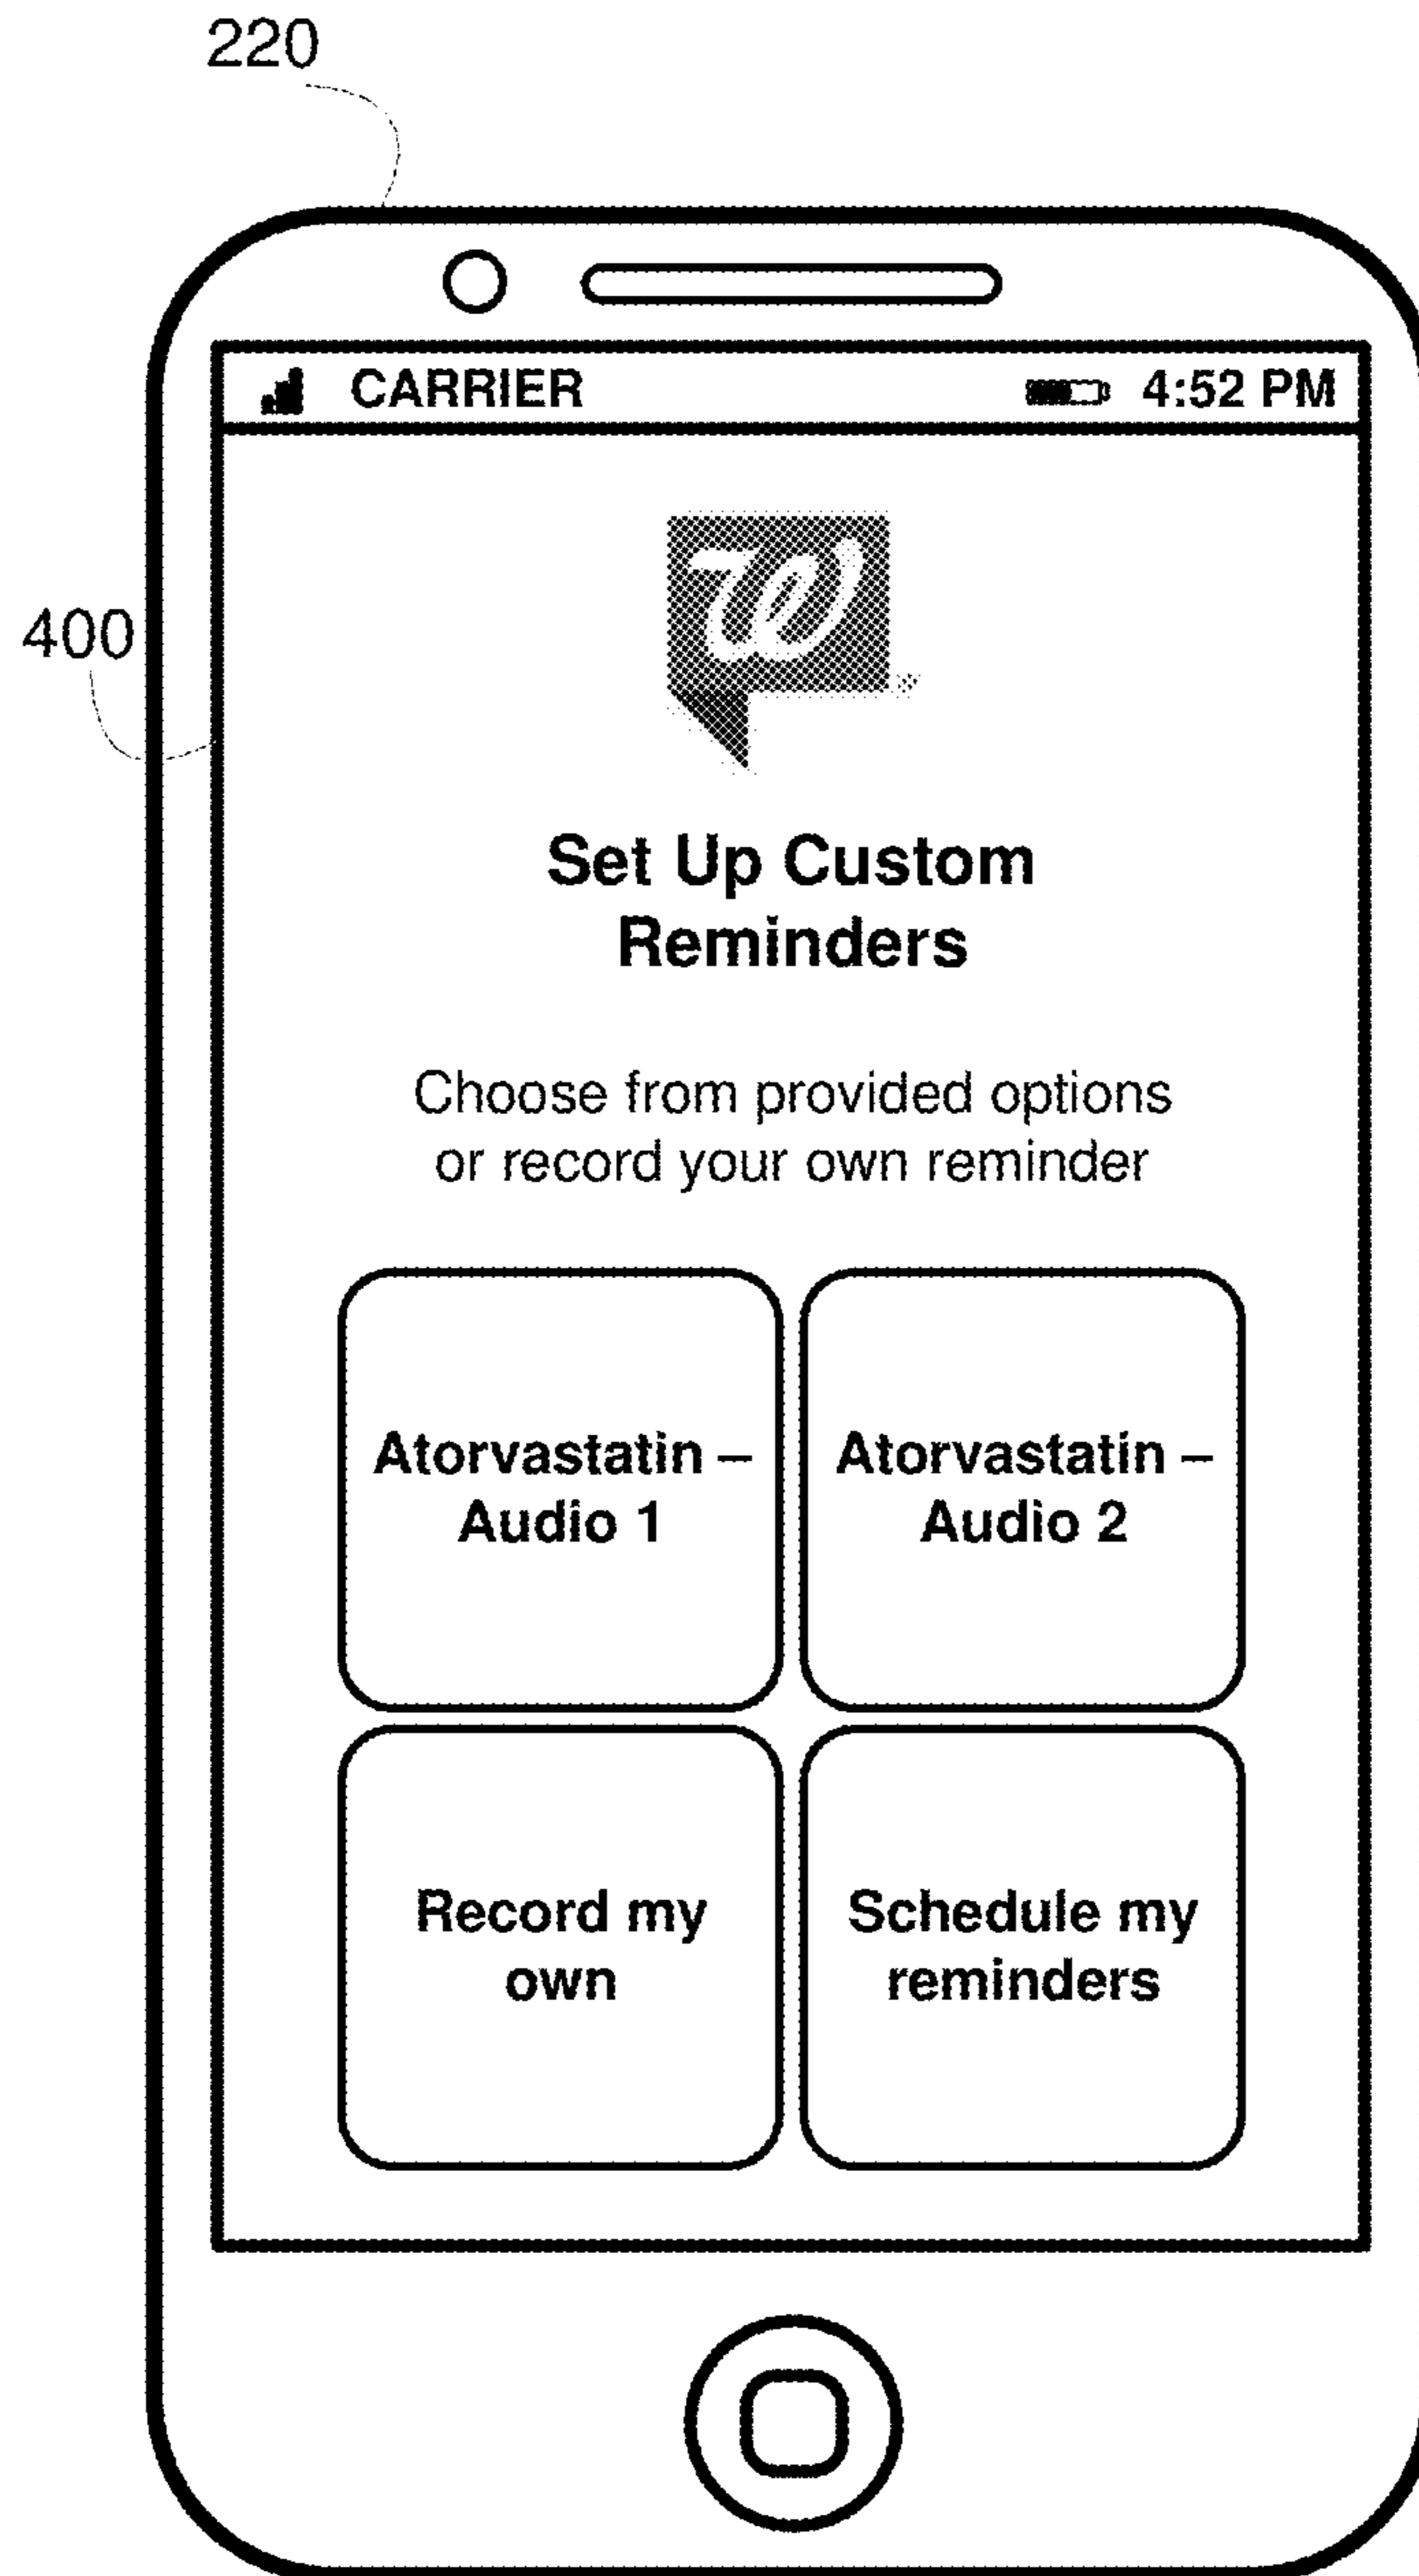 220
CARRIER 4:52 PM
400
w
Set Up Custom
Reminders
Choose from provided options
or record your own reminder
Atorvastatin –
Audio 1
Atorvastatin –
Audio 2
Record my
own
Schedule my
reminders